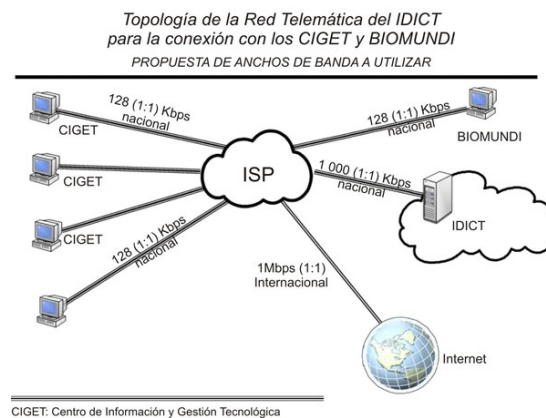 Topología de la Red Telemática del IDICT
para la conexión con los CIGET y BIOMUNDI
PROPUESTA DE ANCHOS DE BANDA A UTILIZAR
128 (1:1) Kbps
nacional
CIGET
128 (1:1) Kbps
nacional
BIOMUNDI
CIGET
ISP
1 000 (1:1) Kbps
nacional
IDICT
CIGET
128 (1:1) Kbps
nacional
1Mbps (1:1)
Internacional
Internet
CIGET: Centro de Información y Gestión Tecnológica